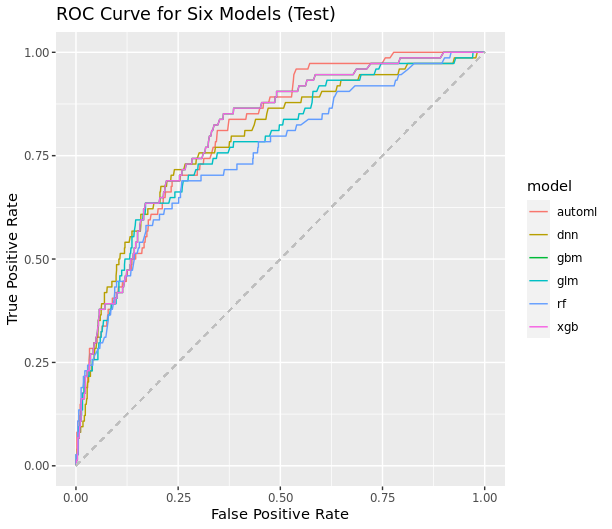 ROC Curve for Six Models (Test)
1.00
0.75
0.50
0.25
0.00
True Positive Rate
0.00 0.25 0.50 0.75 1.00
False Positive Rate
model
automl
dnn
gbm
glm
rf
xgb